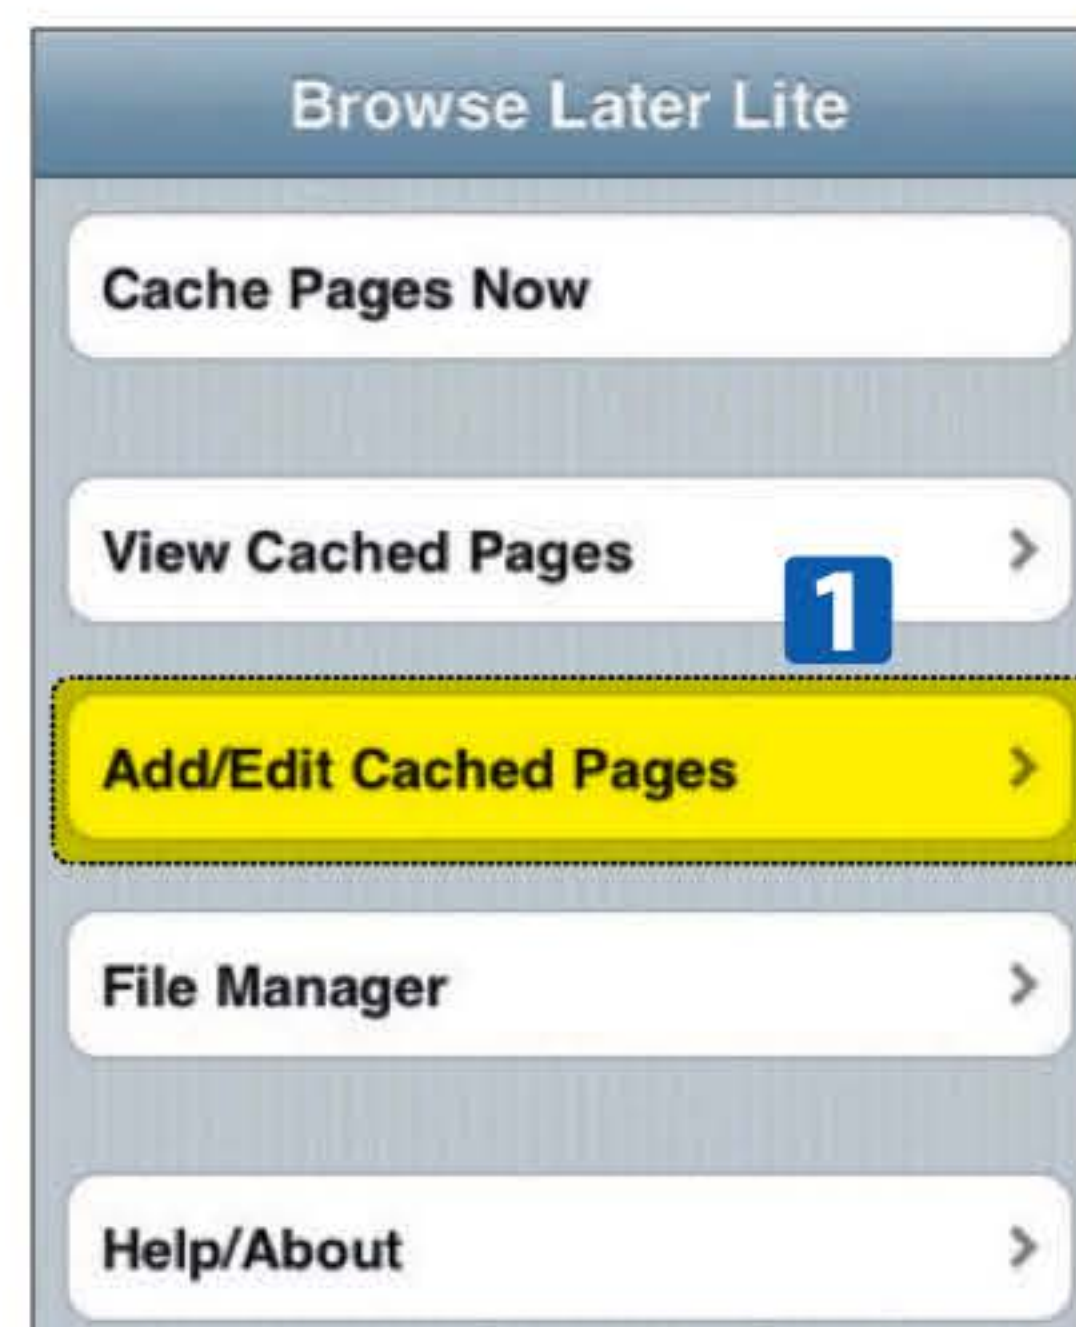 Browse Later Lite
Cache Pages Now
View Cached Pages
1
Add/Edit Cached Pages
File Manager
Help/About